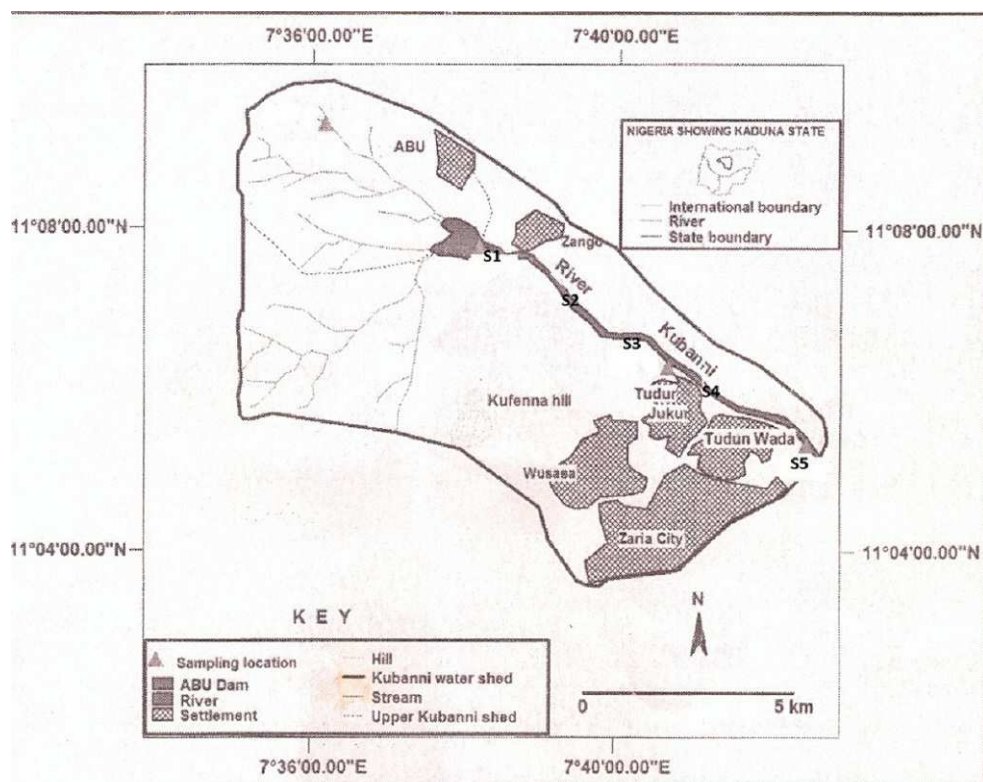 7°36'00.00"E
7°40'00.00"E
NIGERIA SHOWING KADUNA STATE
International boundary
River
State boundary
ABU
11°08'00.00"N
11°08'00.00"N
Zango
S1
River
S2
S3
Kubanni
Tudun
Jukun
S4
Kufenna hill
Tudun Wada
S5
Wusasa
Zaria City
11°04'00.00"N
11°04'00.00"N
N
KEY
Sampling location
ABU Dam
River
Settlement
Hill
Kubanni water shed
Stream
Upper Kubanni shed
0
5 km
7°36'00.00"E
7°40'00.00"E